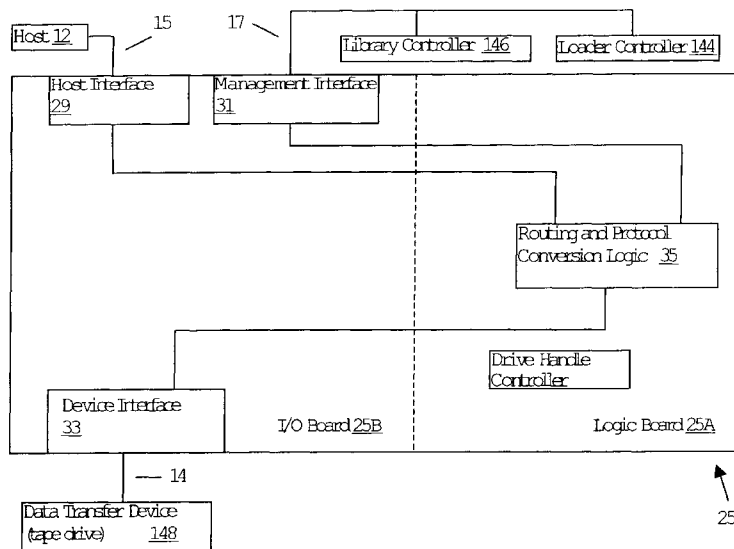 15
17
Host 12
Library Controller 146
Loader Controller 144
Host Interface
29
Management Interface
31
Routing and Protocol
Conversion Logic 35
Drive Handle
Controller
Device Interface
33
I/O Board 25B
Logic Board 25A
14
25
Data Transfer Device
(tape drive) 148